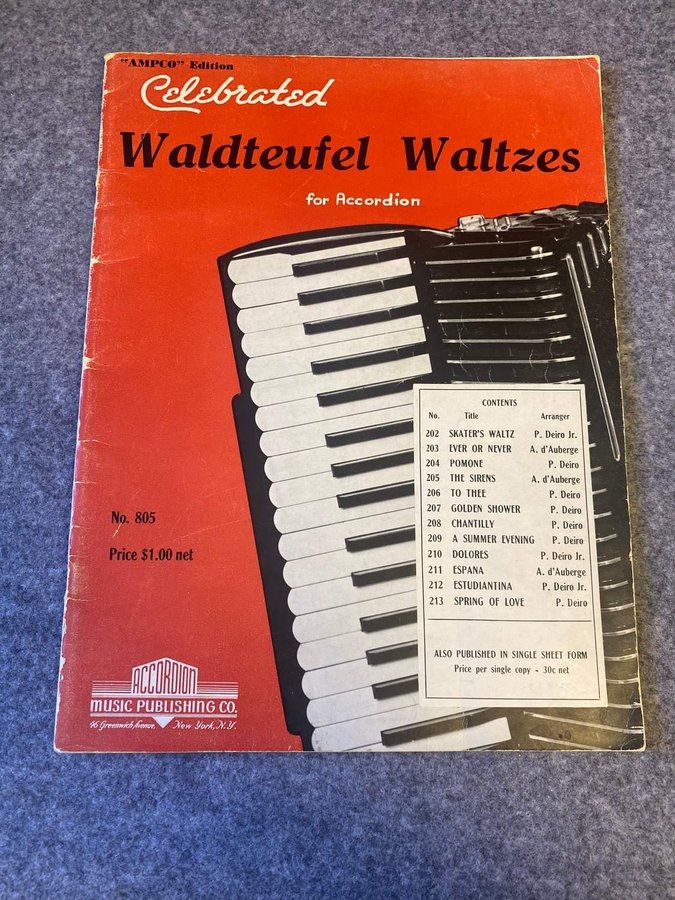 "AMPCO" Edition
Celebrated
Waldteufel Waltzes
for Accordion
CONTENTS
No. Title Arranger
202 SKATER'S WALTZ P. Deiro Jr.
203 EVER OR NEVER A. d'Auberge
204 POMONE P. Deiro
205 THE SIRENS A. d'Auberge
206 TO THEE P. Deiro
207 GOLDEN SHOWER P. Deiro
208 CHANTILLY P. Deiro
209 A SUMMER EVENING P. Deiro
210 DOLORES P. Deiro Jr.
211 ESPANA A. d'Auberge
212 ESTUDIANTINA P. Deiro Jr.
213 SPRING OF LOVE P. Deiro
ALSO PUBLISHED IN SINGLE SHEET FORM
Price per single copy - 30c net
No. 805
Price $1.00 net
ACCORDION
MUSIC PUBLISHING CO.
46 Greenwich Avenue, New York, N.Y.